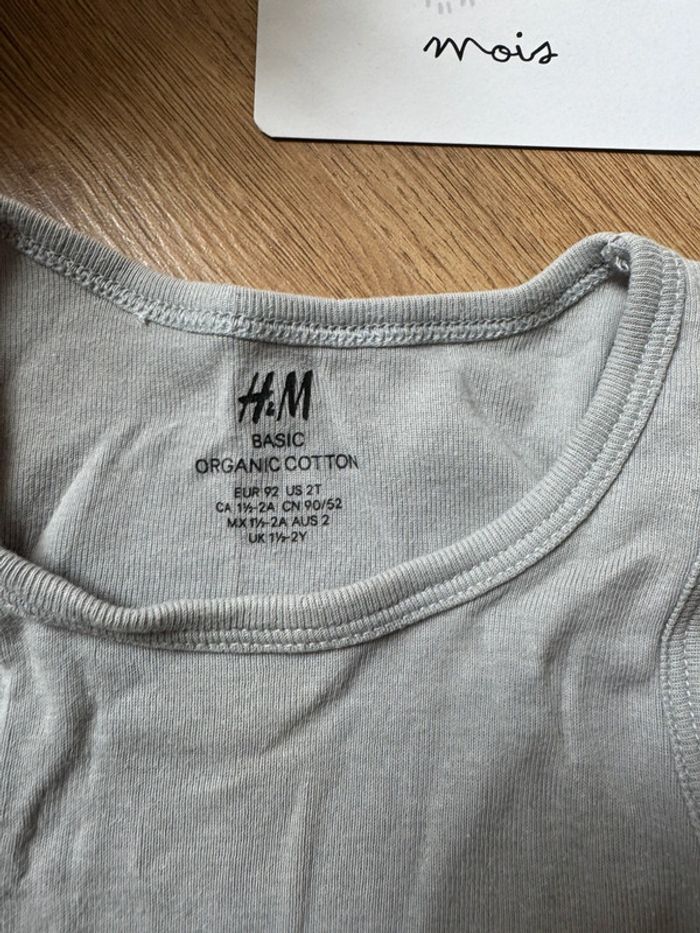 mois
H&M
BASIC
ORGANIC COTTON
EUR 92 US 2T
CA 1½-2A CN 90/52
MX 1½-2A AUS 2
UK 1½-2Y